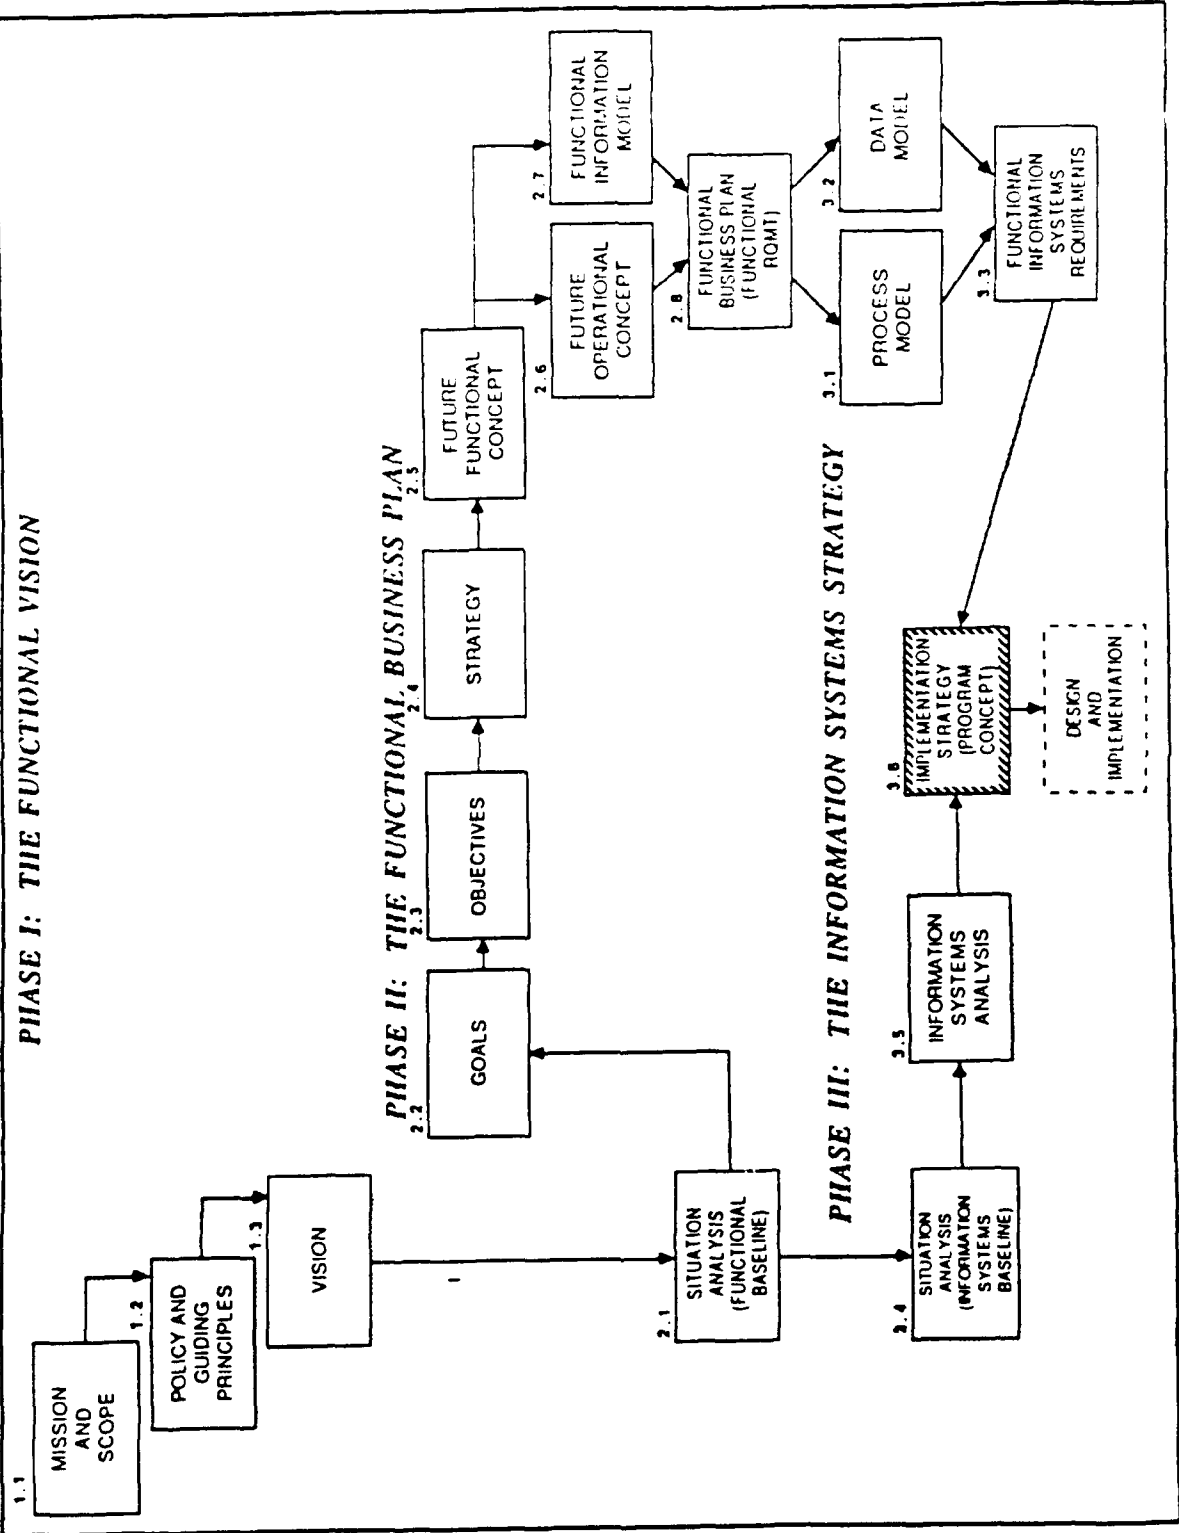 PHASE I: THE FUNCTIONAL VISION
1.1
MISSION
AND
SCOPE
1.2
POLICY AND
GUIDING
PRINCIPLES
1.3
VISION
PHASE II: THE FUNCTIONAL BUSINESS PLAN
2.1
SITUATION
ANALYSIS
(FUNCTIONAL
BASELINE)
2.2
GOALS
2.3
OBJECTIVES
2.4
STRATEGY
2.5
FUTURE
FUNCTIONAL
CONCEPT
2.6
FUTURE
OPERATIONAL
CONCEPT
2.7
FUNCTIONAL
INFORMATION
MODEL
2.8
FUNCTIONAL
BUSINESS PLAN
(FUNCTIONAL
RQMT)
PHASE III: THE INFORMATION SYSTEMS STRATEGY
3.1
PROCESS
MODEL
3.2
DATA
MODEL
3.3
FUNCTIONAL
INFORMATION
SYSTEMS
REQUIREMENTS
3.4
SITUATION
ANALYSIS
(INFORMATION
SYSTEMS
BASELINE)
3.5
INFORMATION
SYSTEMS
ANALYSIS
3.6
IMPLEMENTATION
STRATEGY
(PROGRAM
CONCEPT)
DESIGN
AND
IMPLEMENTATION